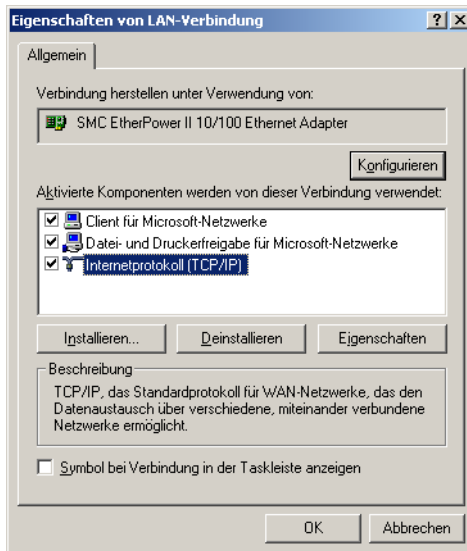 Eigenschaften von LAN-Verbindung
Allgemein
Verbindung herstellen unter Verwendung von:
SMC EtherPower II 10/100 Ethernet Adapter
Konfigurieren
Aktivierte Komponenten werden von dieser Verbindung verwendet:
Client für Microsoft-Netzwerke
Datei- und Druckerfreigabe für Microsoft-Netzwerke
Internetprotokoll (TCP/IP)
Installieren... Deinstallieren Eigenschaften
Beschreibung
TCP/IP, das Standardprotokoll für WAN-Netzwerke, das den
Datenaustausch über verschiedene, miteinander verbundene
Netzwerke ermöglicht.
Symbol bei Verbindung in der Taskleiste anzeigen
OK Abbrechen